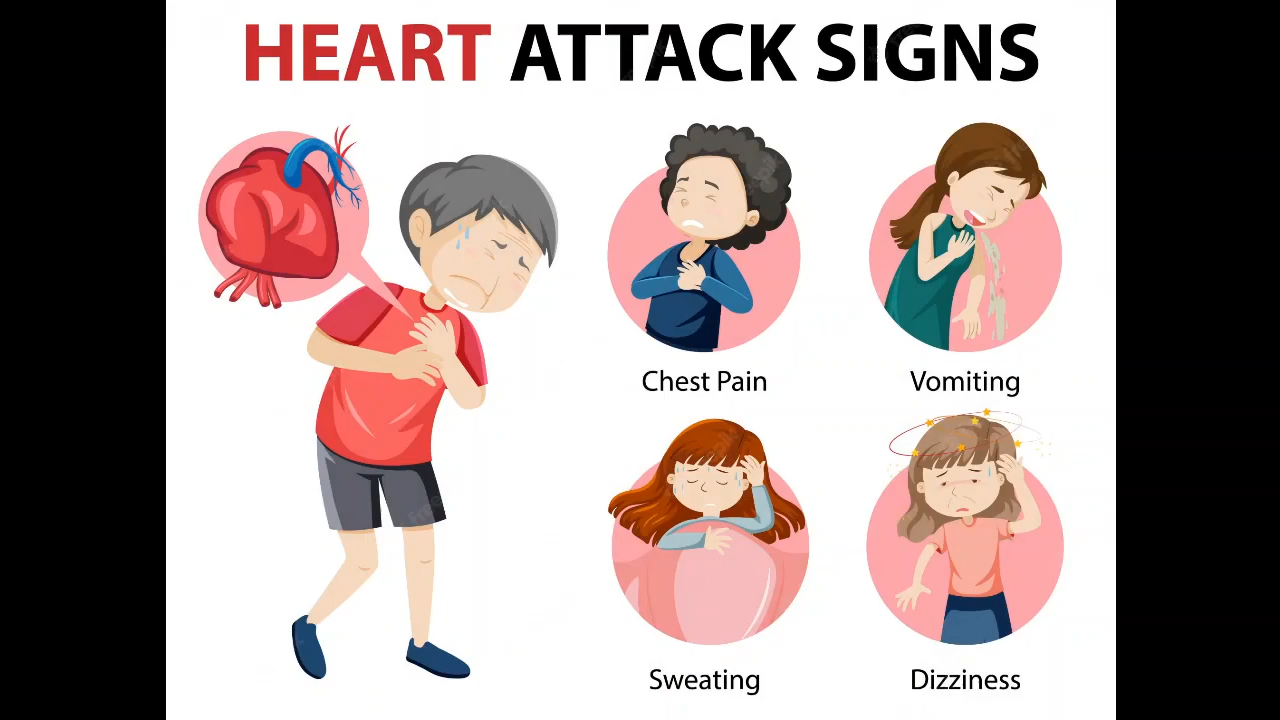 HEART ATTACK SIGNS
Chest Pain
Vomiting
Sweating
Dizziness